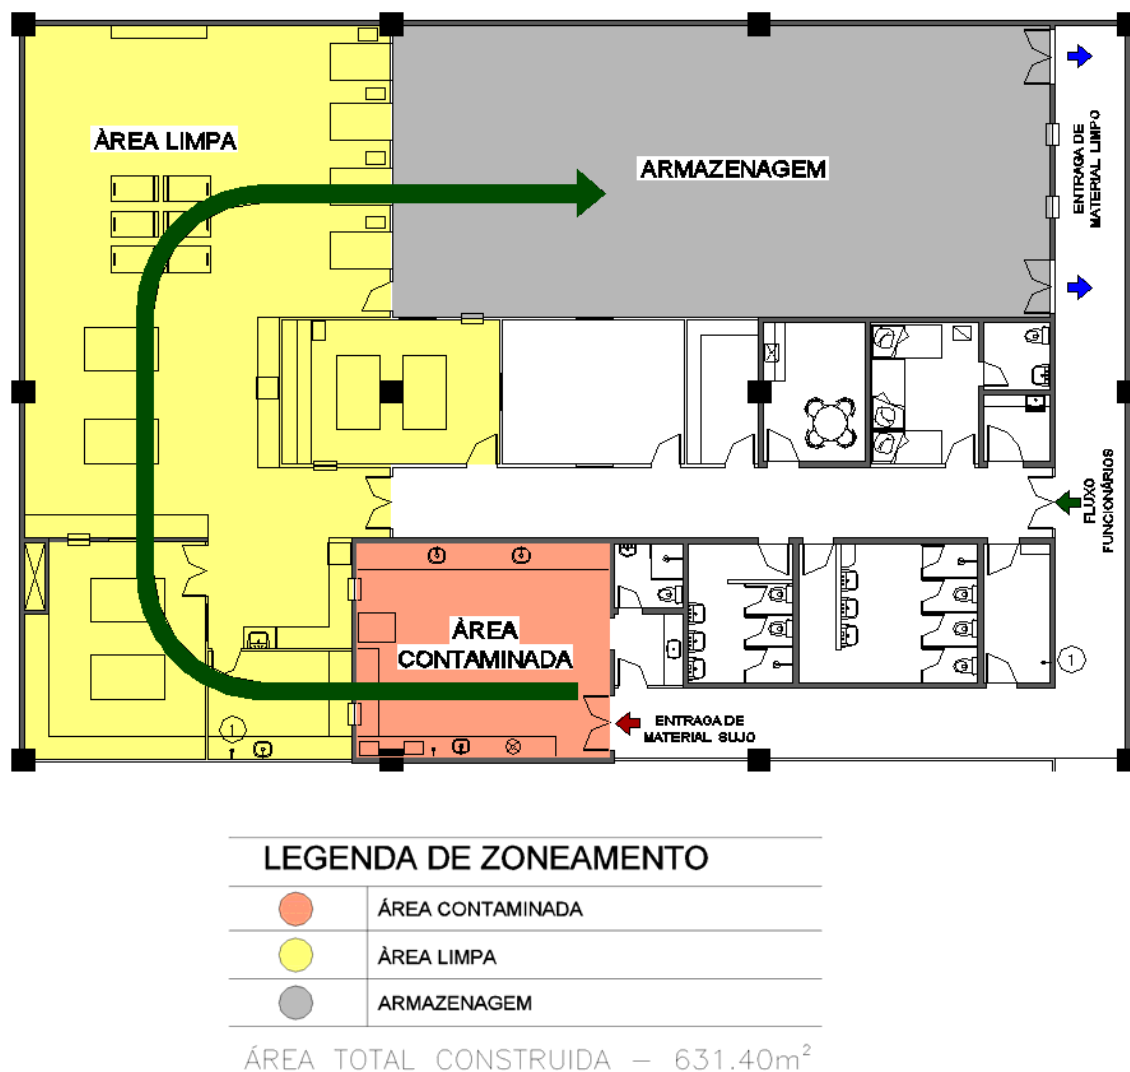 ÀREA LIMPA
ARMAZENAGEM
ENTRAGA DE
MATERIAL LIMPO
FLUXO
FUNCIONÁRIOS
ÀREA
CONTAMINADA
1
ENTRAGA DE
MATERIAL SUJO
1
LEGENDA DE ZONEAMENTO
ÁREA CONTAMINADA
ÀREA LIMPA
ARMAZENAGEM
ÁREA TOTAL CONSTRUIDA – 631.40m²